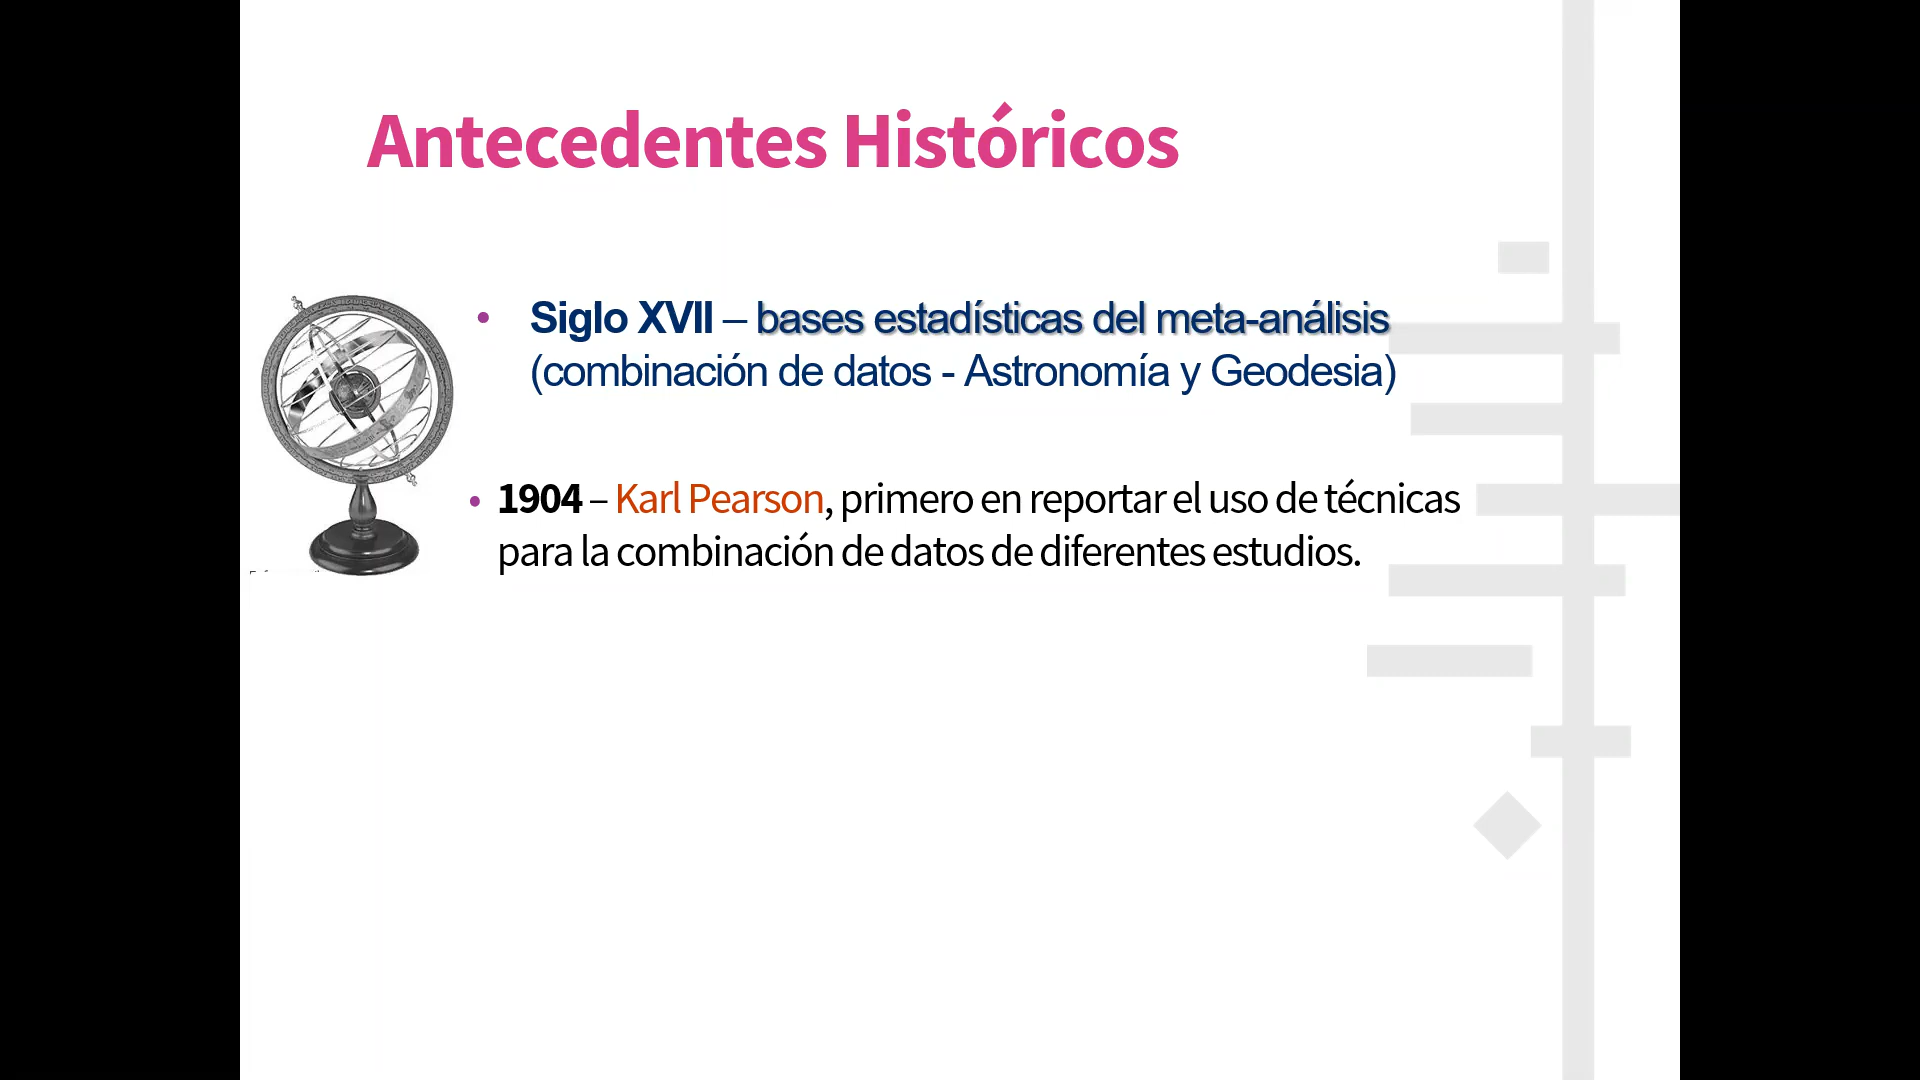 Antecedentes Históricos
• Siglo XVII – bases estadísticas del meta-análisis
(combinación de datos - Astronomía y Geodesia)
• 1904 – Karl Pearson, primero en reportar el uso de técnicas
para la combinación de datos de diferentes estudios.